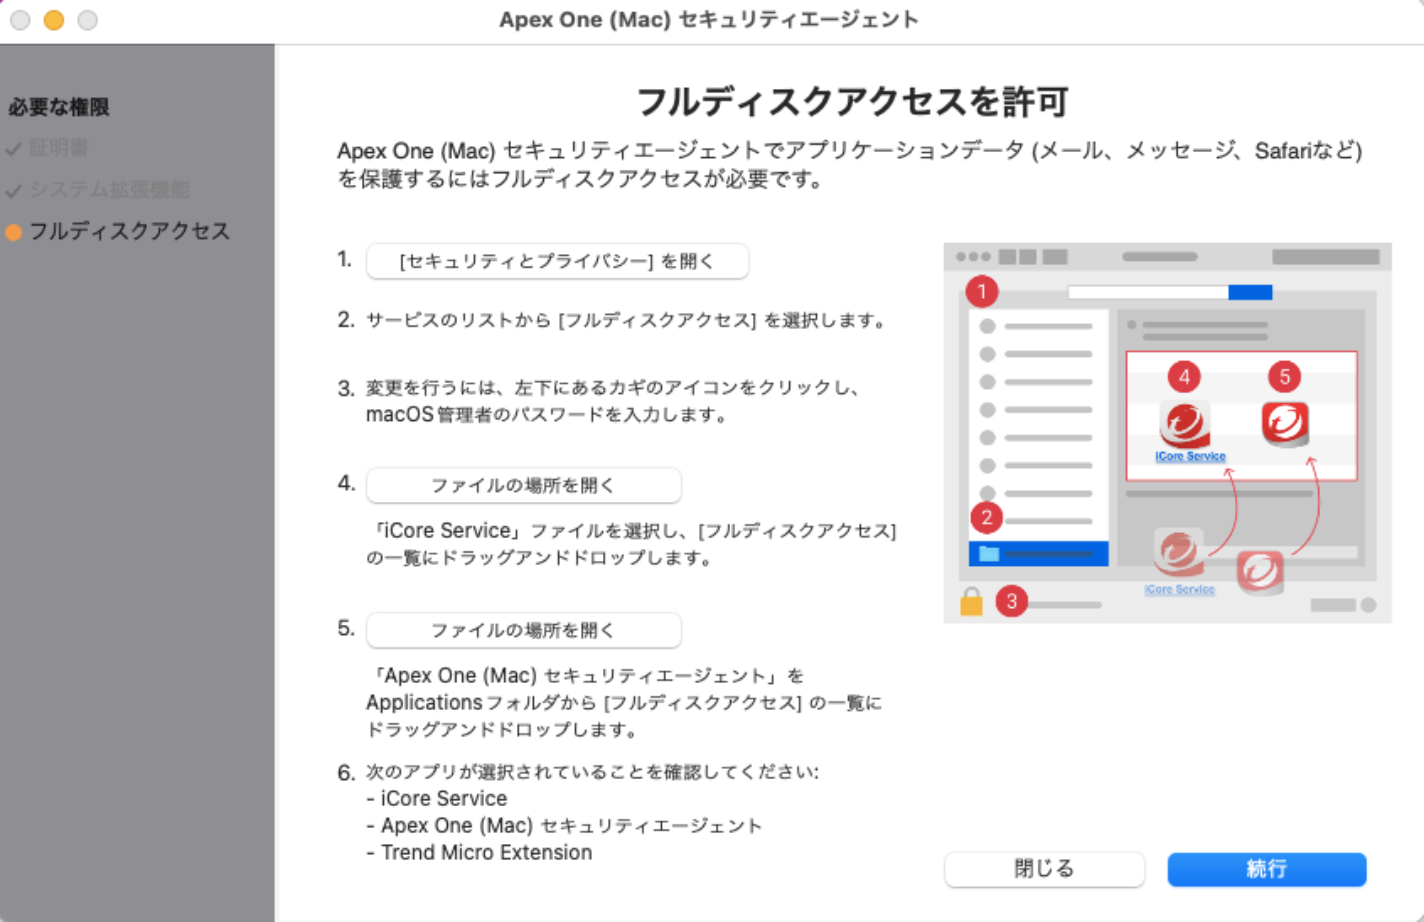 Apex One (Mac) セキュリティエージェント
必要な権限
証明書
システム拡張機能
フルディスクアクセス
フルディスクアクセスを許可
Apex One (Mac) セキュリティエージェントでアプリケーションデータ (メール、メッセージ、Safariなど)
を保護するにはフルディスクアクセスが必要です。
1. [セキュリティとプライバシー] を開く
2. サービスのリストから [フルディスクアクセス] を選択します。
3. 変更を行うには、左下にあるカギのアイコンをクリックし、
macOS管理者のパスワードを入力します。
4. ファイルの場所を開く
「iCore Service」ファイルを選択し、[フルディスクアクセス]
の一覧にドラッグアンドドロップします。
5. ファイルの場所を開く
「Apex One (Mac) セキュリティエージェント」を
Applicationsフォルダから [フルディスクアクセス] の一覧に
ドラッグアンドドロップします。
6. 次のアプリが選択されていることを確認してください:
- iCore Service
- Apex One (Mac) セキュリティエージェント
- Trend Micro Extension
1
4
5
iCore Service
2
iCore Service
3
閉じる
続行